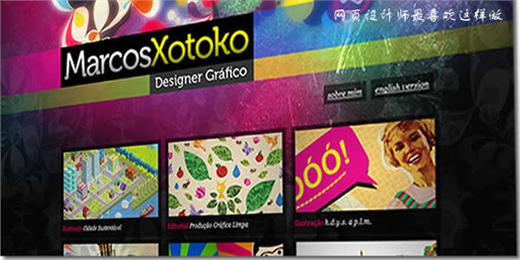 网页设计师最喜欢这样做
MarcosXotoko
Designer Gráfico
sobre mim
english version
ÓÓÓ!
Ilustração Cidade Sustentável
Editorial Produção Gráfica Limpa
Ilustração h.d.y.s. a p.l.m.